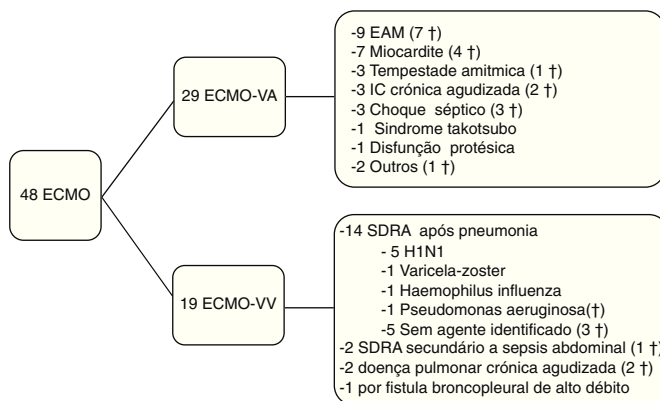 48 ECMO
29 ECMO-VA
-9 EAM (7 †)
-7 Miocardite (4 †)
-3 Tempestade amitmica (1 †)
-3 IC crónica agudizada (2 †)
-3 Choque séptico (3 †)
-1 Sindrome takotsubo
-1 Disfunção protésica
-2 Outros (1 †)
19 ECMO-VV
-14 SDRA após pneumonia
- 5 H1N1
-1 Varicela-zoster
-1 Haemophilus influenza
-1 Pseudomonas aeruginosa(†)
-5 Sem agente identificado (3 †)
-2 SDRA secundário a sepsis abdominal (1 †)
-2 doença pulmonar crónica agudizada (2 †)
-1 por fistula broncopleural de alto débito